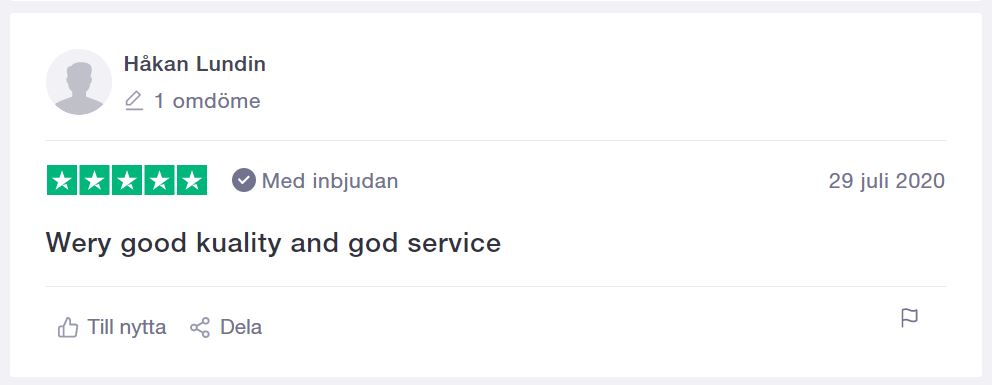 Håkan Lundin
1 omdöme
Med inbjudan
29 juli 2020
Wery good kuality and god service
Till nytta
Dela